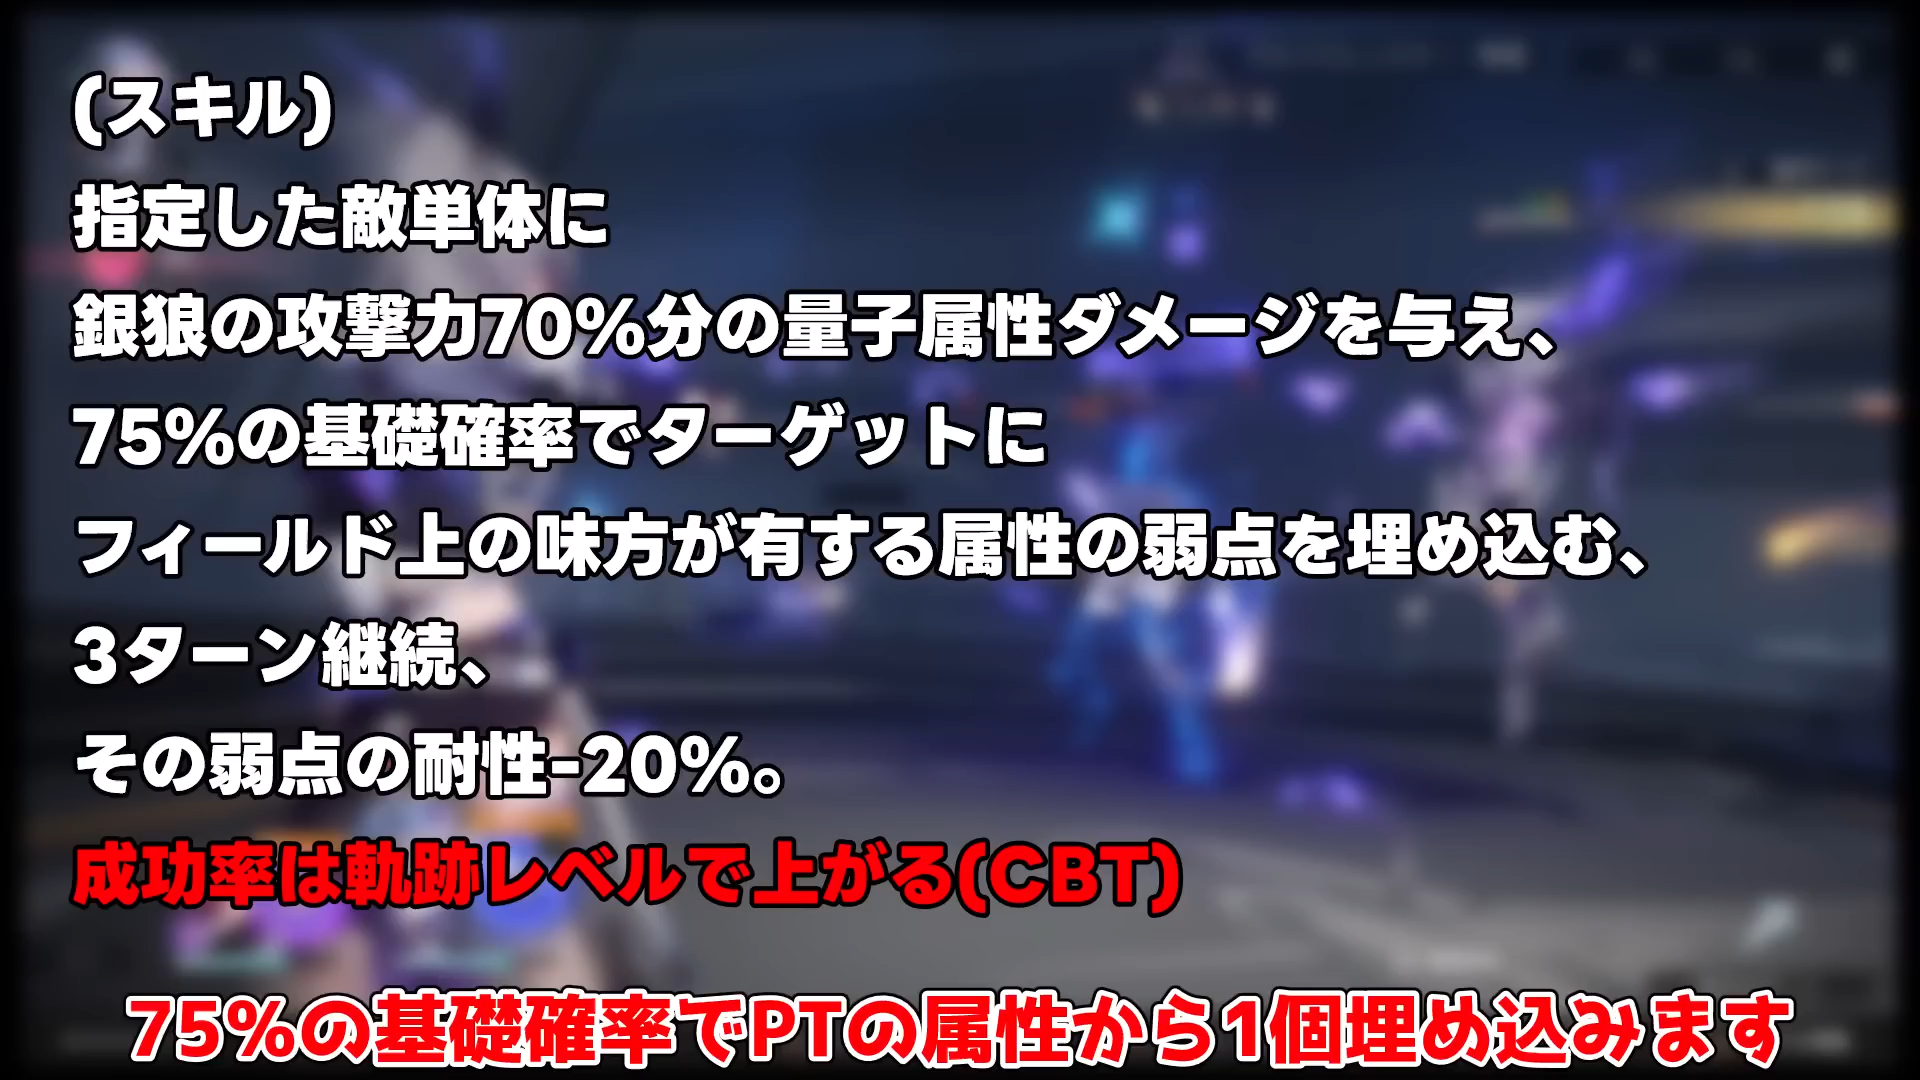 (スキル)
指定した敵単体に
銀狼の攻撃力70%分の量子属性ダメージを与え、
75%の基礎確率でターゲットに
フィールド上の味方が有する属性の弱点を埋め込む、
3ターン継続、
その弱点の耐性-20%。
成功率は軌跡レベルで上がる(CBT)
75%の基礎確率でPTの属性から1個埋め込みます